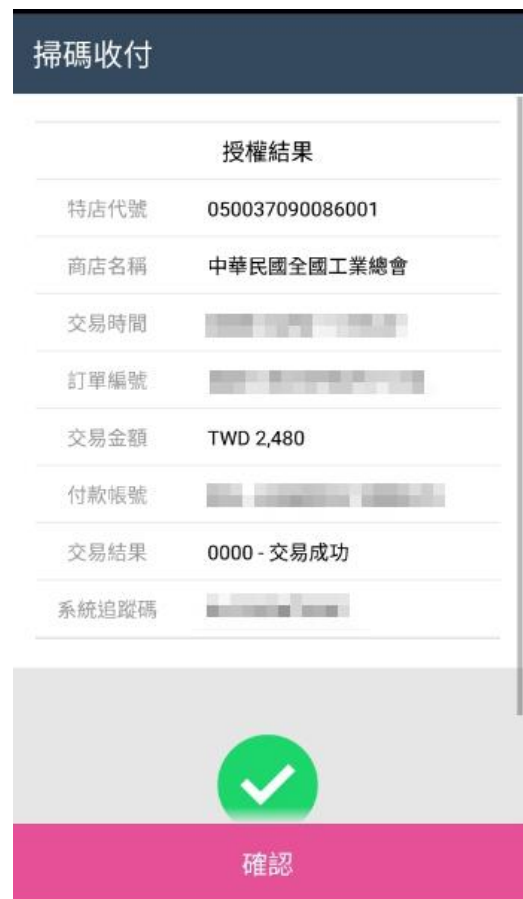 掃碼收付
授權結果
特店代號 050037090086001
商店名稱 中華民國全國工業總會
交易時間
訂單編號
交易金額 TWD 2,480
付款帳號
交易結果 0000 - 交易成功
系統追蹤碼
確認